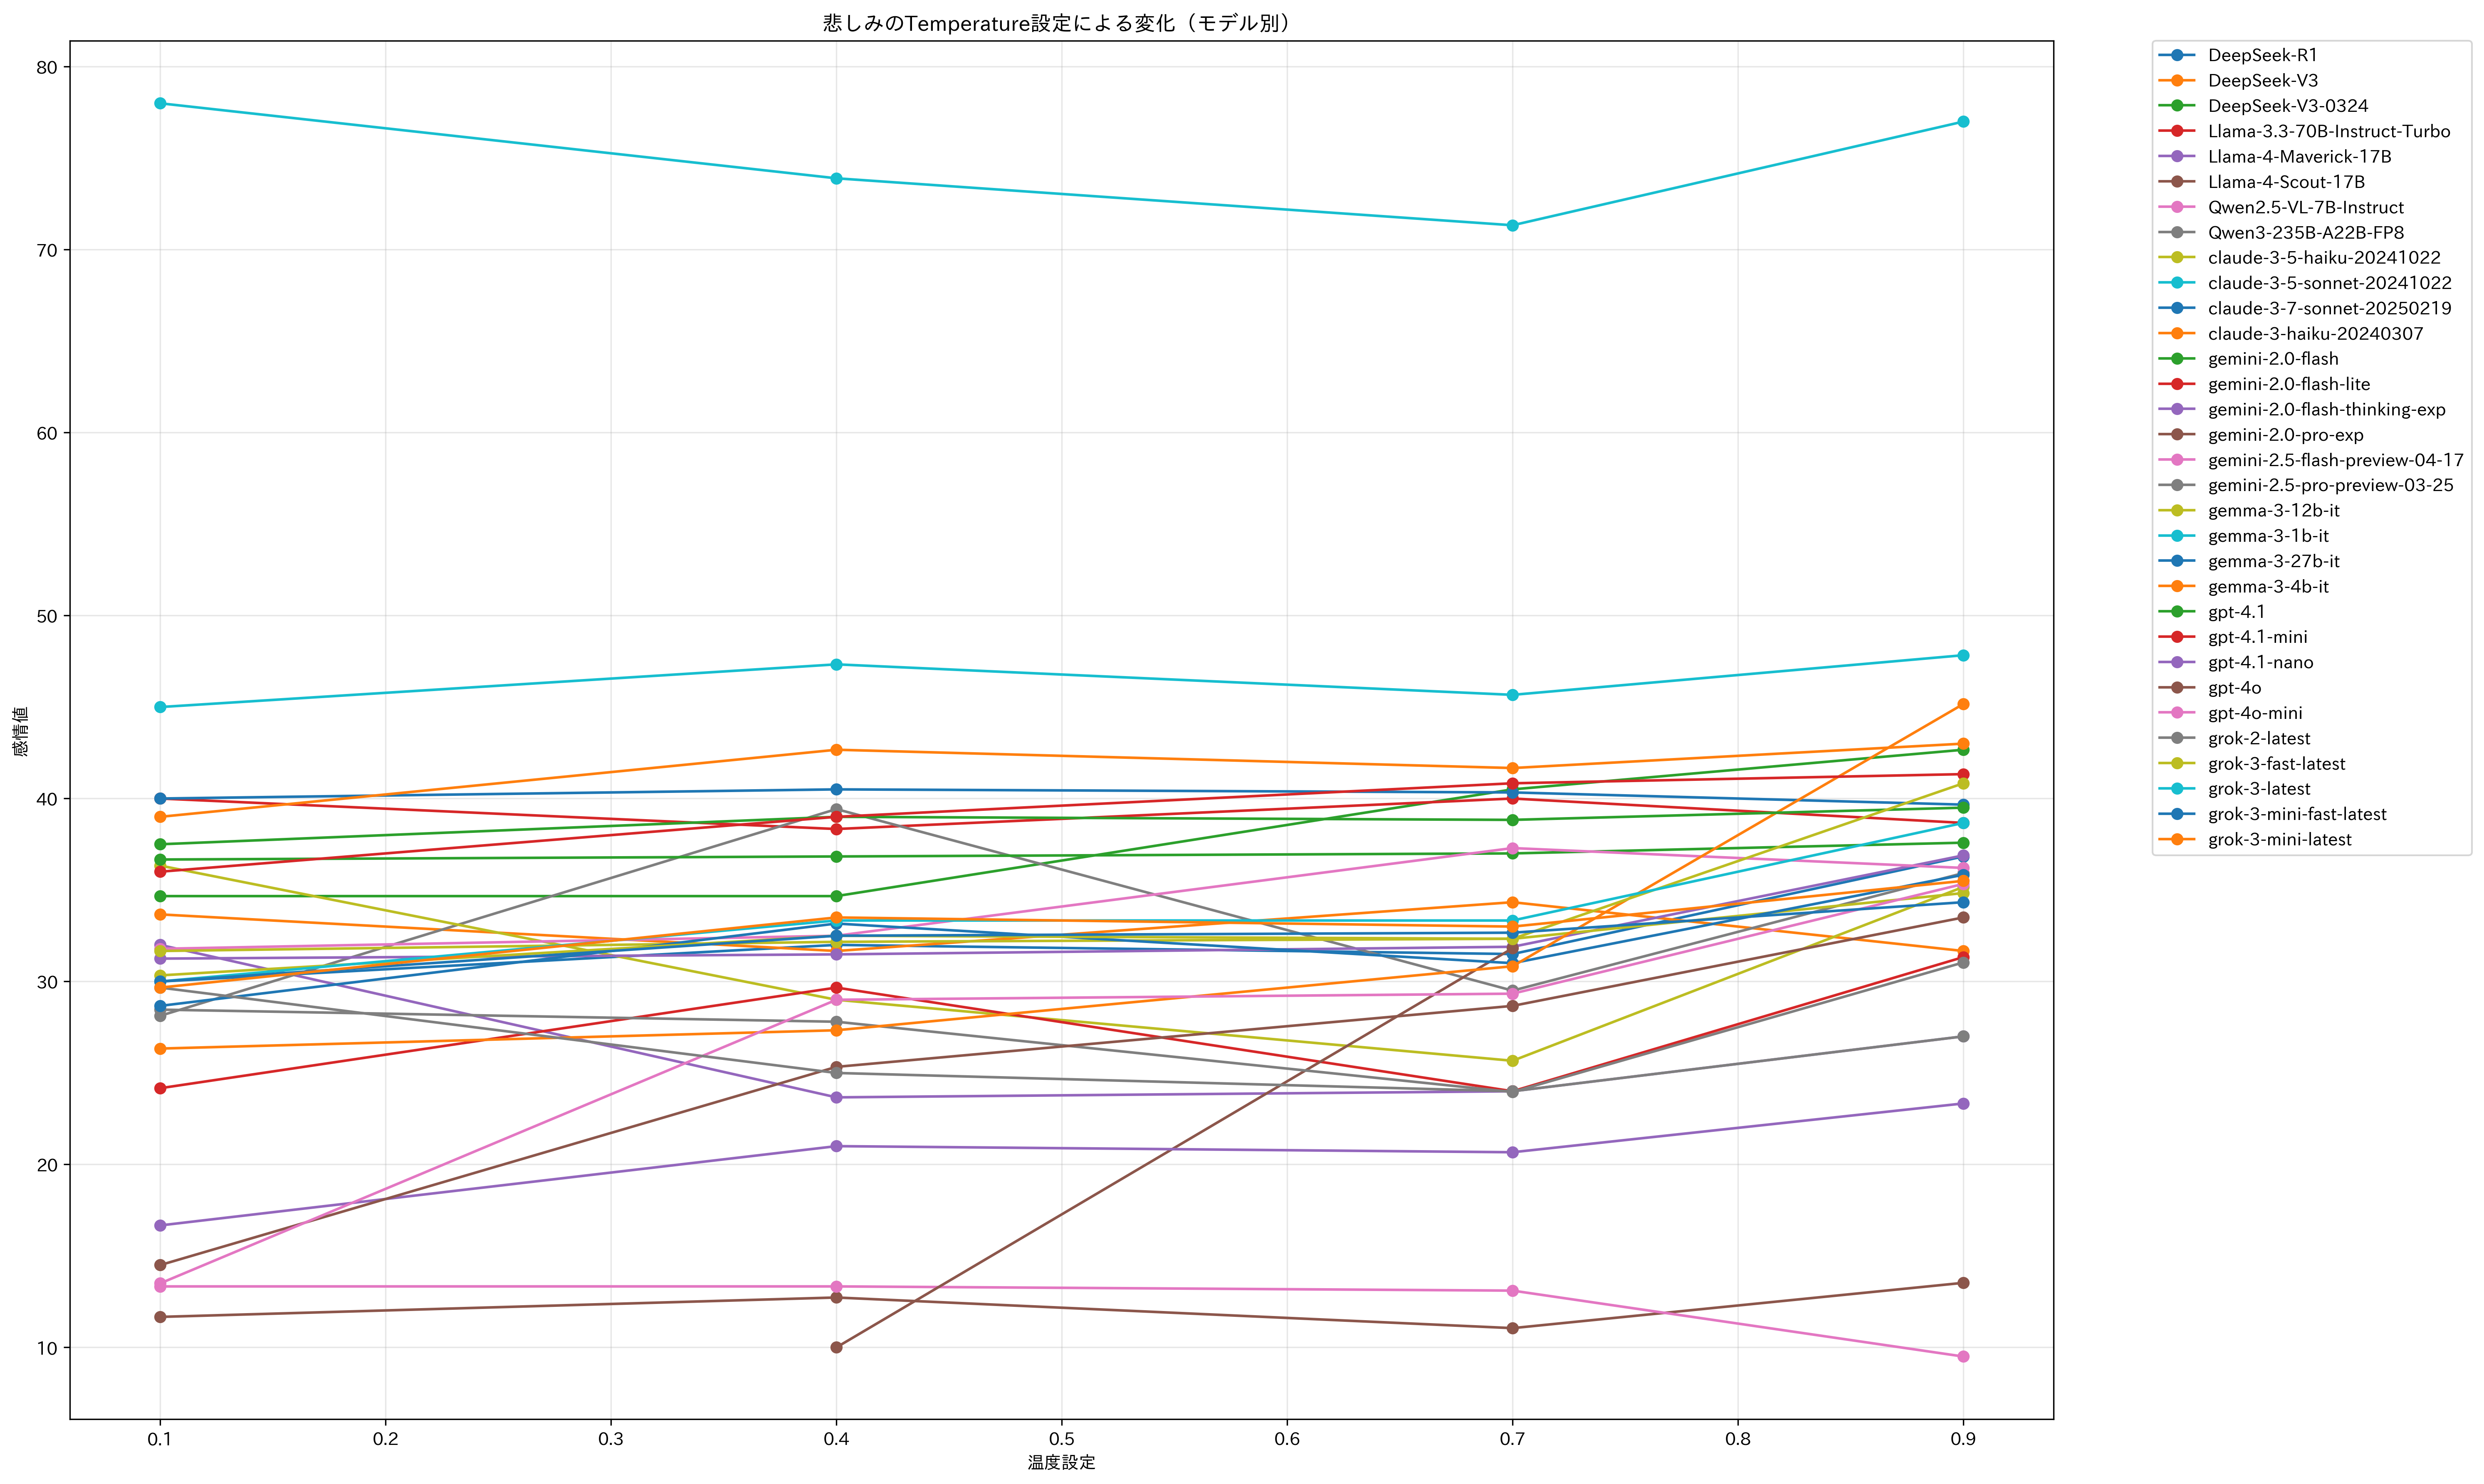 悲しみのTemperature設定による変化（モデル別）
80
70
60
50
40
30
20
10
感情値
0.1
0.2
0.3
0.4
0.5
0.6
0.7
0.8
0.9
温度設定
DeepSeek-R1
DeepSeek-V3
DeepSeek-V3-0324
Llama-3.3-70B-Instruct-Turbo
Llama-4-Maverick-17B
Llama-4-Scout-17B
Qwen2.5-VL-7B-Instruct
Qwen3-235B-A22B-FP8
claude-3-5-haiku-20241022
claude-3-5-sonnet-20241022
claude-3-7-sonnet-20250219
claude-3-haiku-20240307
gemini-2.0-flash
gemini-2.0-flash-lite
gemini-2.0-flash-thinking-exp
gemini-2.0-pro-exp
gemini-2.5-flash-preview-04-17
gemini-2.5-pro-preview-03-25
gemma-3-12b-it
gemma-3-1b-it
gemma-3-27b-it
gemma-3-4b-it
gpt-4.1
gpt-4.1-mini
gpt-4.1-nano
gpt-4o
gpt-4o-mini
grok-2-latest
grok-3-fast-latest
grok-3-latest
grok-3-mini-fast-latest
grok-3-mini-latest